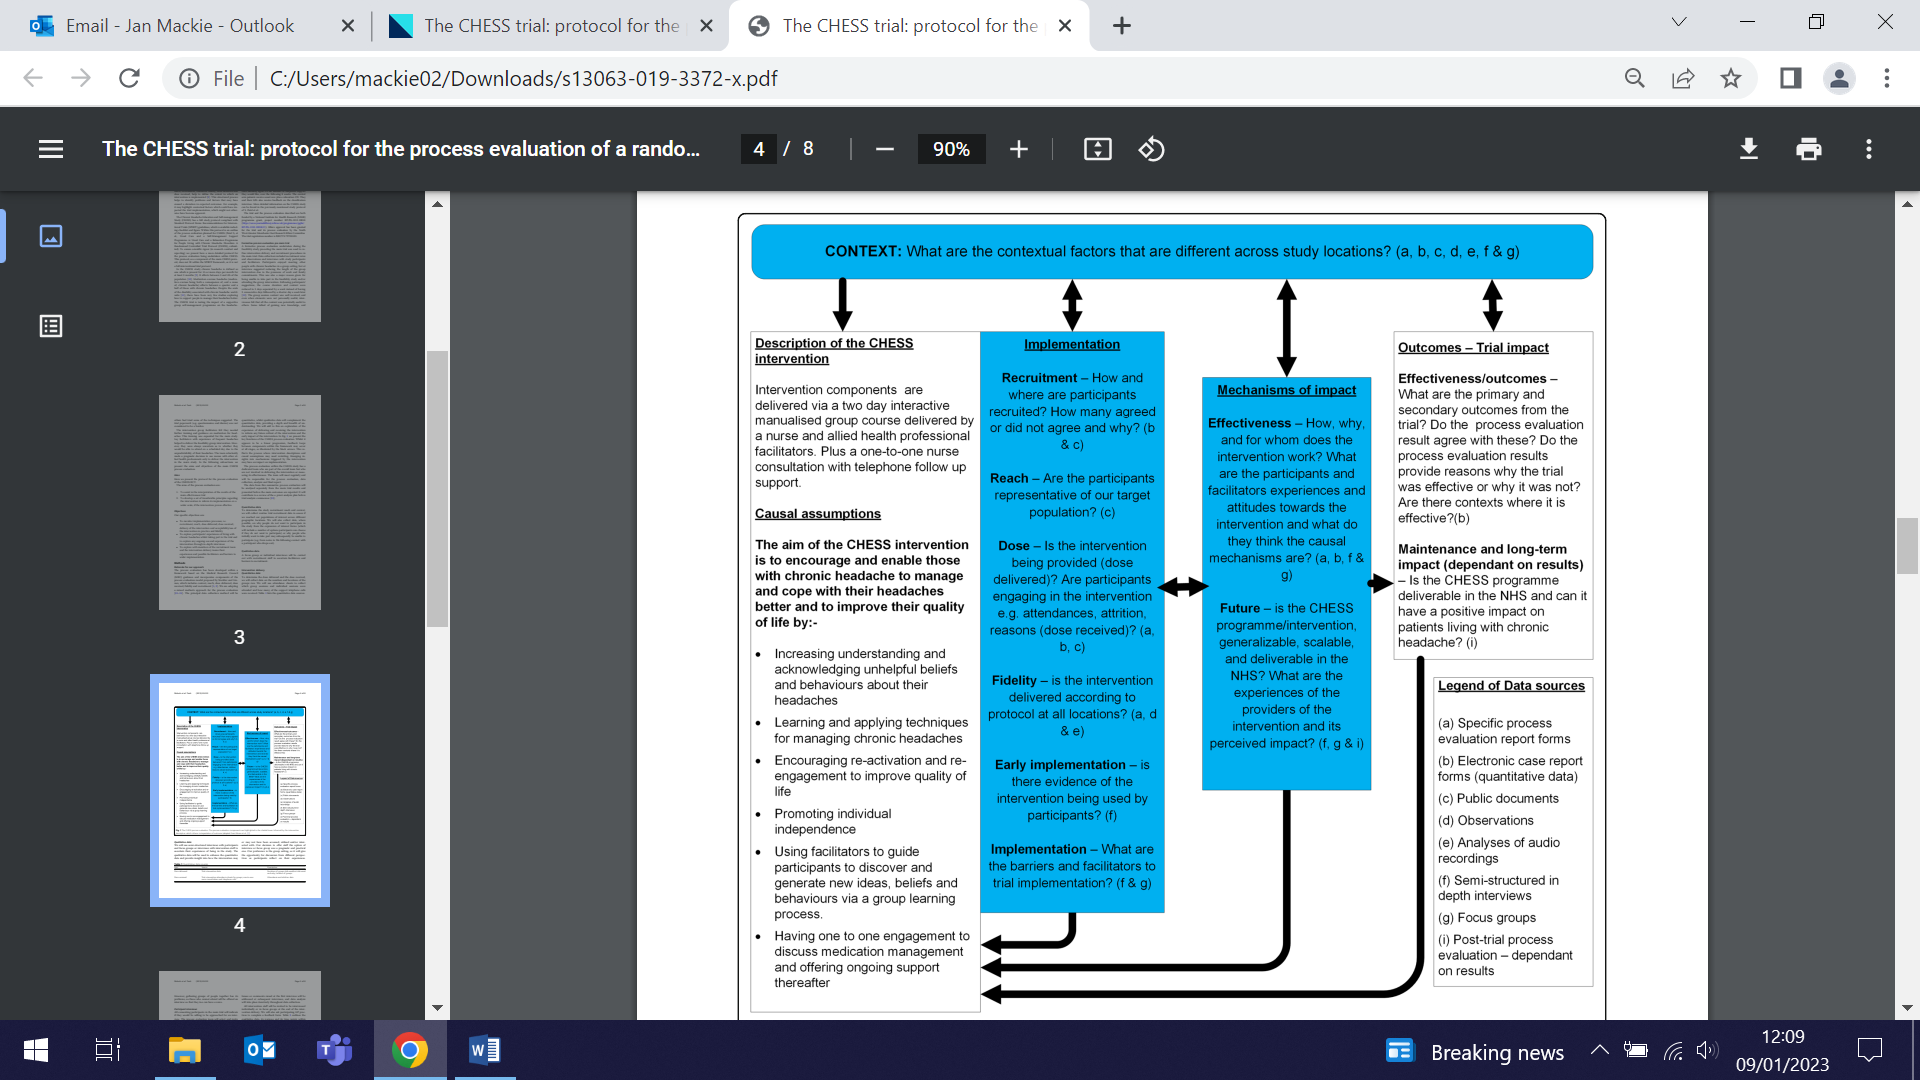 Email - Jan Mackie - Outlook
The CHESS trial: protocol for the
The CHESS trial: protocol for the
File
C:/Users/mackie02/Downloads/s13063-019-3372-x.pdf
The CHESS trial: protocol for the process evaluation of a rando...
4 / 8
90%
2
3
4
CONTEXT: What are the contextual factors that are different across study locations? (a, b, c, d, e, f & g)
Description of the CHESS
intervention
Intervention components are
delivered via a two day interactive
manualised group course delivered by
a nurse and allied health professional
facilitators. Plus a one-to-one nurse
consultation with telephone follow up
support.
Causal assumptions
The aim of the CHESS intervention
is to encourage and enable those
with chronic headache to manage
and cope with their headaches
better and to improve their quality
of life by:-
• Increasing understanding and
acknowledging unhelpful beliefs
and behaviours about their
headaches
• Learning and applying techniques
for managing chronic headaches
• Encouraging re-activation and re-
engagement to improve quality of
life
• Promoting individual
independence
• Using facilitators to guide
participants to discover and
generate new ideas, beliefs and
behaviours via a group learning
process.
• Having one to one engagement to
discuss medication management
and offering ongoing support
thereafter
Implementation
Recruitment – How and
where are participants
recruited? How many agreed
or did not agree and why? (b
& c)
Reach – Are the participants
representative of our target
population? (c)
Dose – Is the intervention
being provided (dose
delivered)? Are participants
engaging in the intervention
e.g. attendances, attrition,
reasons (dose received)? (a,
b, c)
Fidelity – is the intervention
delivered according to
protocol at all locations? (a, d
& e)
Early implementation – is
there evidence of the
intervention being used by
participants? (f)
Implementation – What are
the barriers and facilitators to
trial implementation? (f & g)
Mechanisms of impact
Effectiveness – How, why,
and for whom does the
intervention work? What
are the participants and
facilitators experiences and
attitudes towards the
intervention and what do
they think the causal
mechanisms are? (a, b, f &
g)
Future – is the CHESS
programme/intervention,
generalizable, scalable,
and deliverable in the
NHS? What are the
experiences of the
providers of the
intervention and its
perceived impact? (f, g & i)
Outcomes – Trial impact
Effectiveness/outcomes –
What are the primary and
secondary outcomes from the
trial? Do the process evaluation
result agree with these? Do the
process evaluation results
provide reasons why the trial
was effective or why it was not?
Are there contexts where it is
effective?(b)
Maintenance and long-term
impact (dependant on results)
– Is the CHESS programme
deliverable in the NHS and can it
have a positive impact on
patients living with chronic
headache? (i)
Legend of Data sources
(a) Specific process
evaluation report forms
(b) Electronic case report
forms (quantitative data)
(c) Public documents
(d) Observations
(e) Analyses of audio
recordings
(f) Semi-structured in
depth interviews
(g) Focus groups
(i) Post-trial process
evaluation – dependant
on results
Breaking news
12:09
09/01/2023